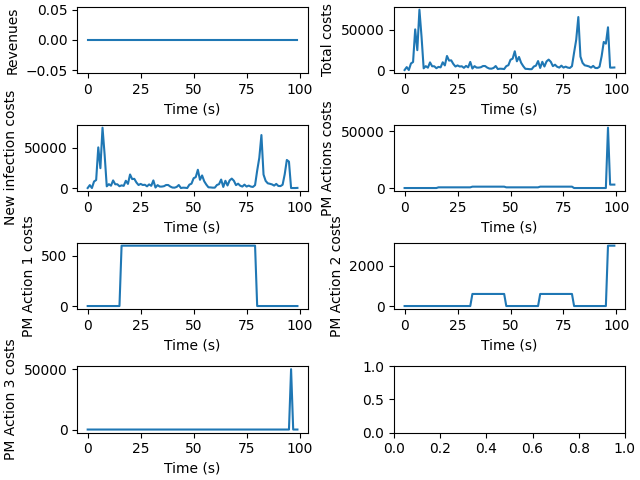 Revenues
0.05
0.00
−0.05
0 25 50 75 100
Time (s)
Total costs
50000
0
0 25 50 75 100
Time (s)
New infection costs
50000
0
0 25 50 75 100
Time (s)
PM Actions costs
50000
0
0 25 50 75 100
Time (s)
PM Action 1 costs
500
0
0 25 50 75 100
Time (s)
PM Action 2 costs
2000
0
0 25 50 75 100
Time (s)
PM Action 3 costs
50000
0
0 25 50 75 100
Time (s)
1.0
0.5
0.0
0.0 0.2 0.4 0.6 0.8 1.0